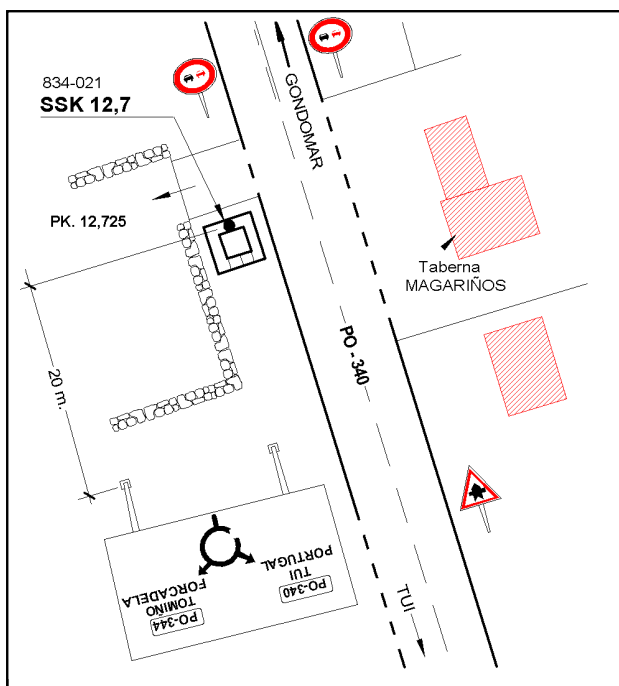 834-021
SSK 12,7
GONDOMAR
PK. 12,725
Taberna
MAGARIÑOS
PO - 340
20 m.
PORTUGAL
TUI
PO-340
FORCADELA
TOMIÑO
PO-344
TUI